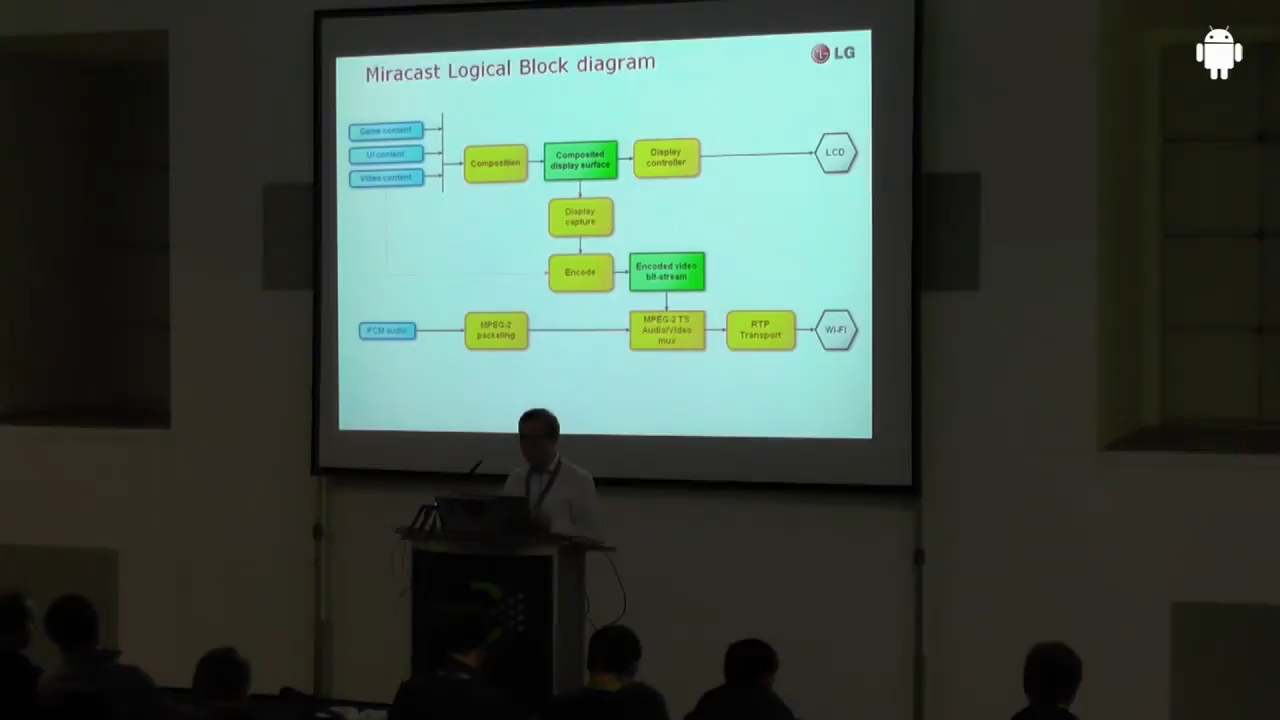 Miracast Logical Block diagram
LG
Game content
UI content
Video content
Composition
Composited
display surface
Display
controller
LCD
Display
capture
Encode
Encoded video
bit-stream
PCM audio
MPEG-2
packeting
MPEG-2 TS
Audio/Video
mux
RTP
Transport
Wi-Fi